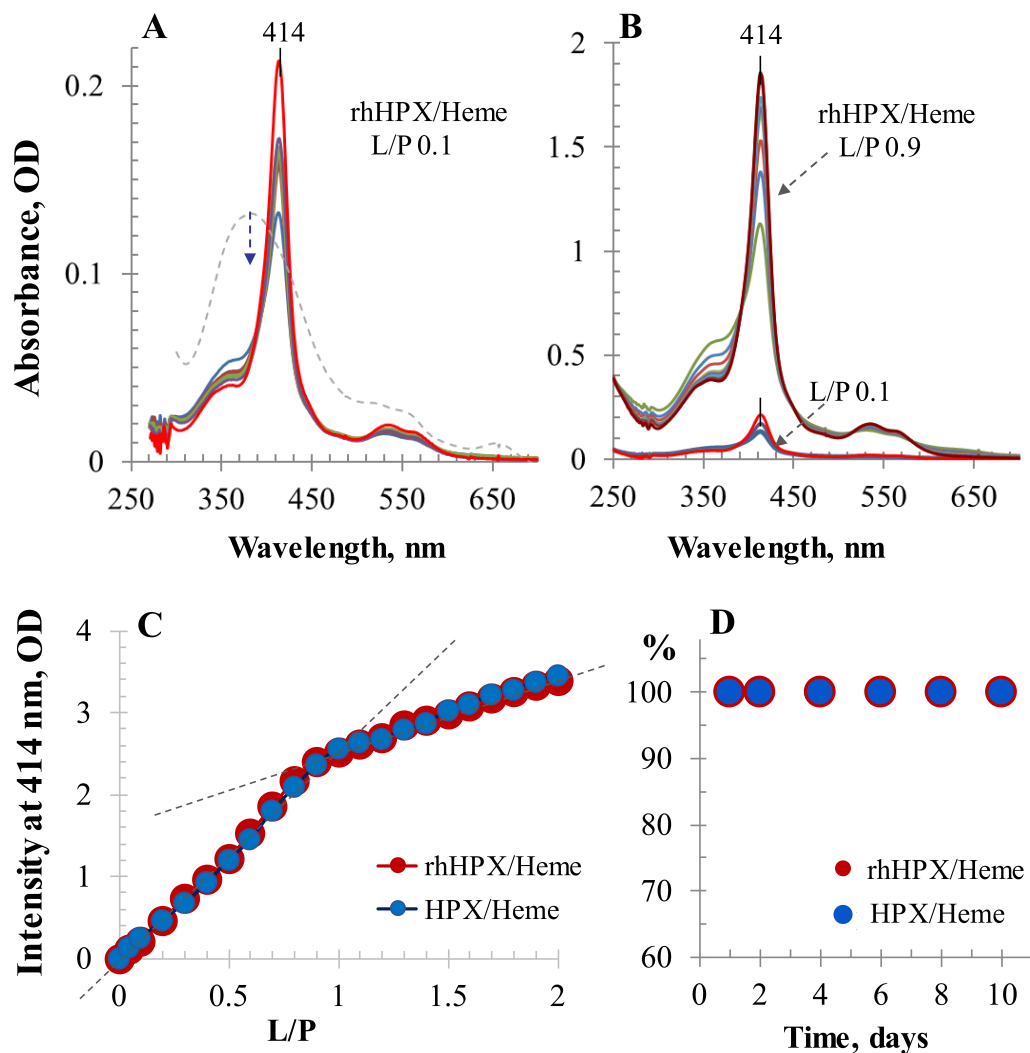 A
414
rhHPX/Heme
L/P 0.1
0.2
0.1
0
250
350
450
550
650
Absorbance, OD
Wavelength, nm
B
414
2
1.5
1
0.5
0
rhHPX/Heme
L/P 0.9
L/P 0.1
250
350
450
550
650
Wavelength, nm
C
4
3
2
1
0
Intensity at 414 nm, OD
rhHPX/Heme
HPX/Heme
0
0.5
1
1.5
2
L/P
D
%
100
90
80
70
60
rhHPX/Heme
HPX/Heme
0
2
4
6
8
10
Time, days